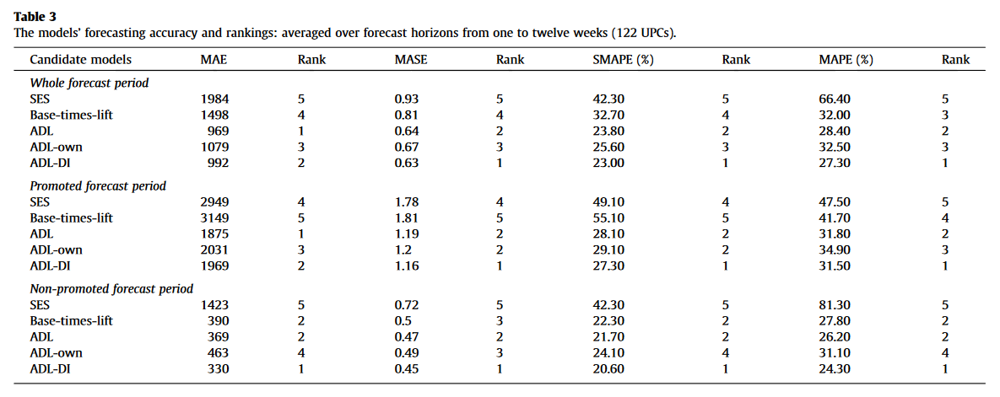 Table 3
The models' forecasting accuracy and rankings: averaged over forecast horizons from one to twelve weeks (122 UPCs).
Candidate models MAE Rank MASE Rank SMAPE (%) Rank MAPE (%) Rank
Whole forecast period
SES 1984 5 0.93 5 42.30 5 66.40 5
Base-times-lift 1498 4 0.81 4 32.70 4 32.00 3
ADL 969 1 0.64 2 23.80 2 28.40 2
ADL-own 1079 3 0.67 3 25.60 3 32.50 3
ADL-DI 992 2 0.63 1 23.00 1 27.30 1
Promoted forecast period
SES 2949 4 1.78 4 49.10 4 47.50 5
Base-times-lift 3149 5 1.81 5 55.10 5 41.70 4
ADL 1875 1 1.19 2 28.10 2 31.80 2
ADL-own 2031 3 1.2 2 29.10 2 34.90 3
ADL-DI 1969 2 1.16 1 27.30 1 31.50 1
Non-promoted forecast period
SES 1423 5 0.72 5 42.30 5 81.30 5
Base-times-lift 390 2 0.5 3 22.30 2 27.80 2
ADL 369 2 0.47 2 21.70 2 26.20 2
ADL-own 463 4 0.49 3 24.10 4 31.10 4
ADL-DI 330 1 0.45 1 20.60 1 24.30 1